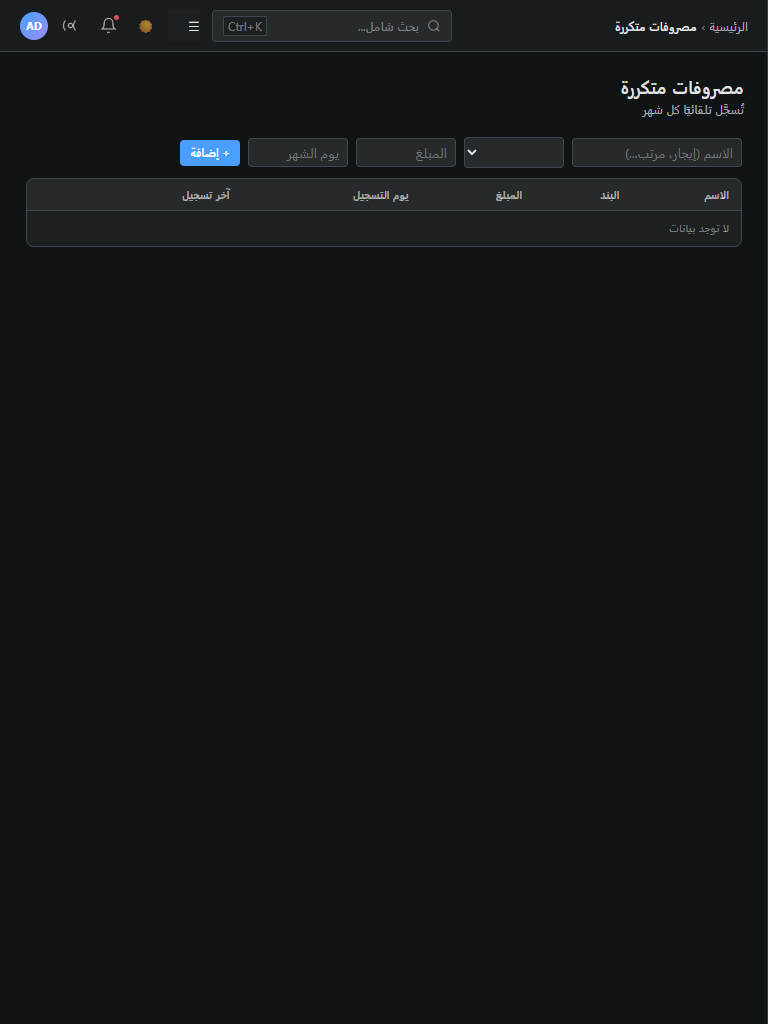 الرئيسية › مصروفات متكررة
بحث شامل... Ctrl+K
AD
مصروفات متكررة
تُسجَّل تلقائيًا كل شهر
الاسم (إيجار، مرتب...) المبلغ يوم الشهر + إضافة
الاسم البند المبلغ يوم التسجيل آخر تسجيل
لا توجد بيانات